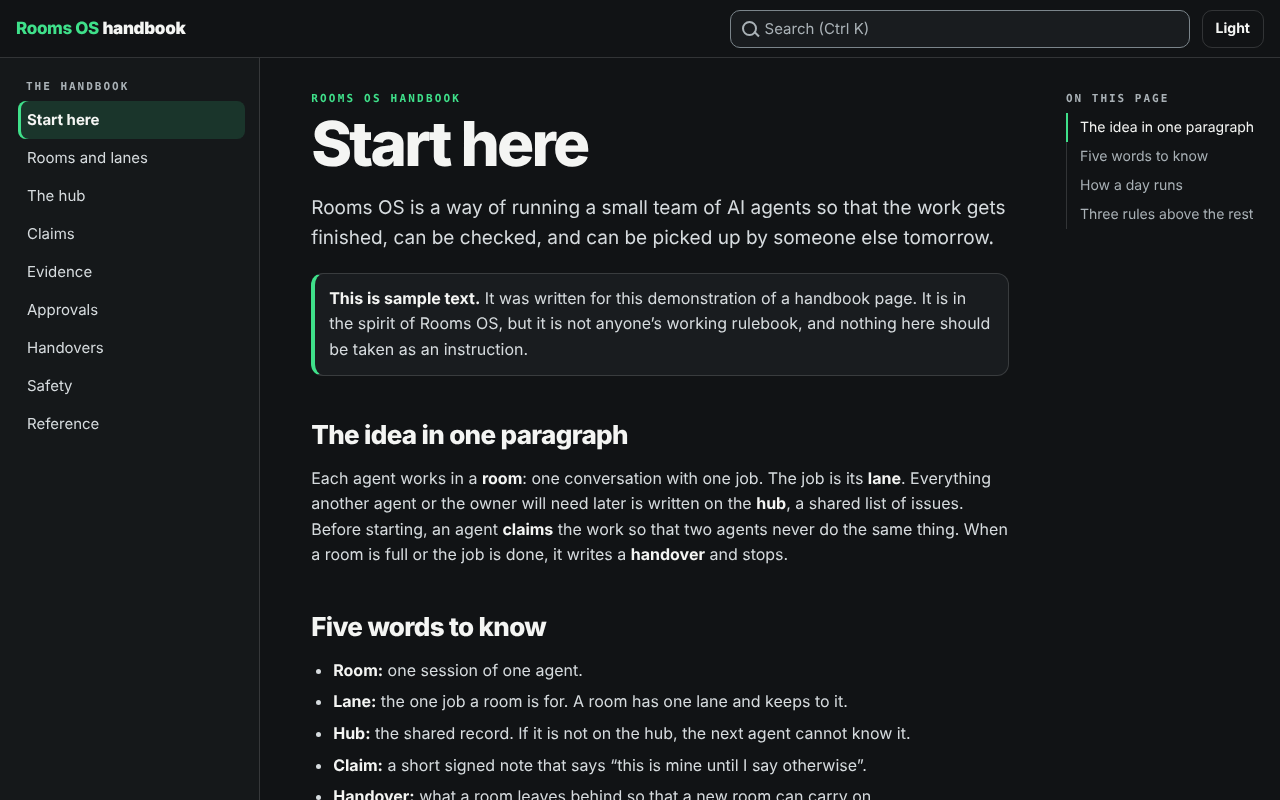 Rooms OS handbook
Search (Ctrl K)
Light
THE HANDBOOK
Start here
Rooms and lanes
The hub
Claims
Evidence
Approvals
Handovers
Safety
Reference
ROOMS OS HANDBOOK
Start here
Rooms OS is a way of running a small team of AI agents so that the work gets
finished, can be checked, and can be picked up by someone else tomorrow.
This is sample text. It was written for this demonstration of a handbook page. It is in
the spirit of Rooms OS, but it is not anyone’s working rulebook, and nothing here should
be taken as an instruction.
The idea in one paragraph
Each agent works in a room: one conversation with one job. The job is its lane. Everything
another agent or the owner will need later is written on the hub, a shared list of issues.
Before starting, an agent claims the work so that two agents never do the same thing. When
a room is full or the job is done, it writes a handover and stops.
Five words to know
• Room: one session of one agent.
• Lane: the one job a room is for. A room has one lane and keeps to it.
• Hub: the shared record. If it is not on the hub, the next agent cannot know it.
• Claim: a short signed note that says “this is mine until I say otherwise”.
• Handover: what a room leaves behind so that a new room can carry on.
ON THIS PAGE
The idea in one paragraph
Five words to know
How a day runs
Three rules above the rest